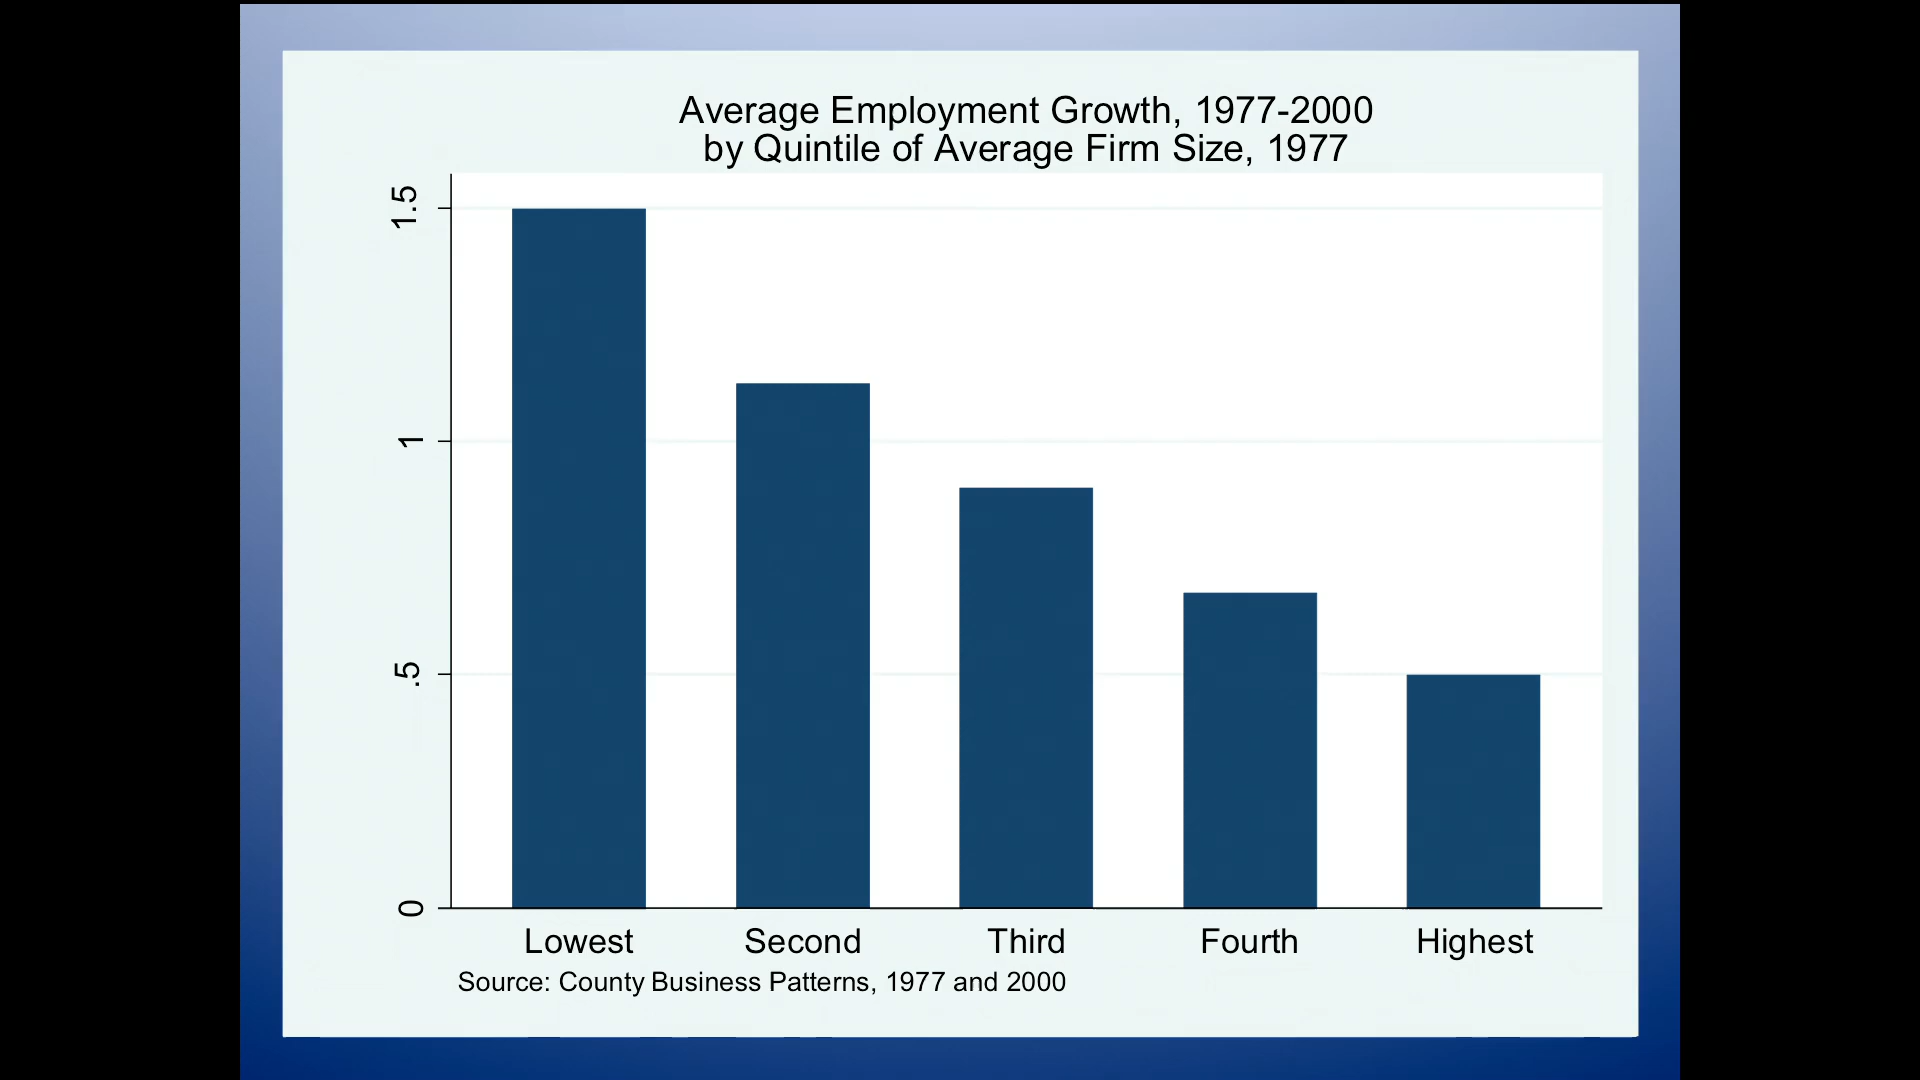 Average Employment Growth, 1977-2000
by Quintile of Average Firm Size, 1977
1.5
1
.5
0
Lowest Second Third Fourth Highest
Source: County Business Patterns, 1977 and 2000